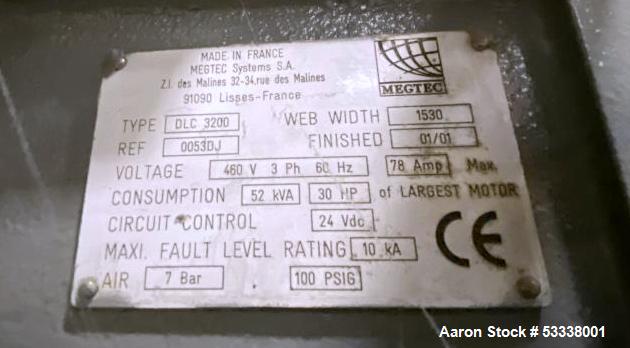 MADE IN FRANCE
MEGTEC Systems S.A.
Z.I. des Malines 32-34,rue des Malines
91090 Lisses-France
MEGTEC
TYPE DLC 3200 WEB WIDTH 1530
REF 0053DJ FINISHED 01/01
VOLTAGE 460 V 3 Ph 60 Hz 78 Amp Max.
CONSUMPTION 52 kVA 30 HP of LARGEST MOTOR
CIRCUIT CONTROL 24 Vdc
MAXI. FAULT LEVEL RATING 10 kA
AIR 7 Bar 100 PSIG
CE
Aaron Stock # 53338001